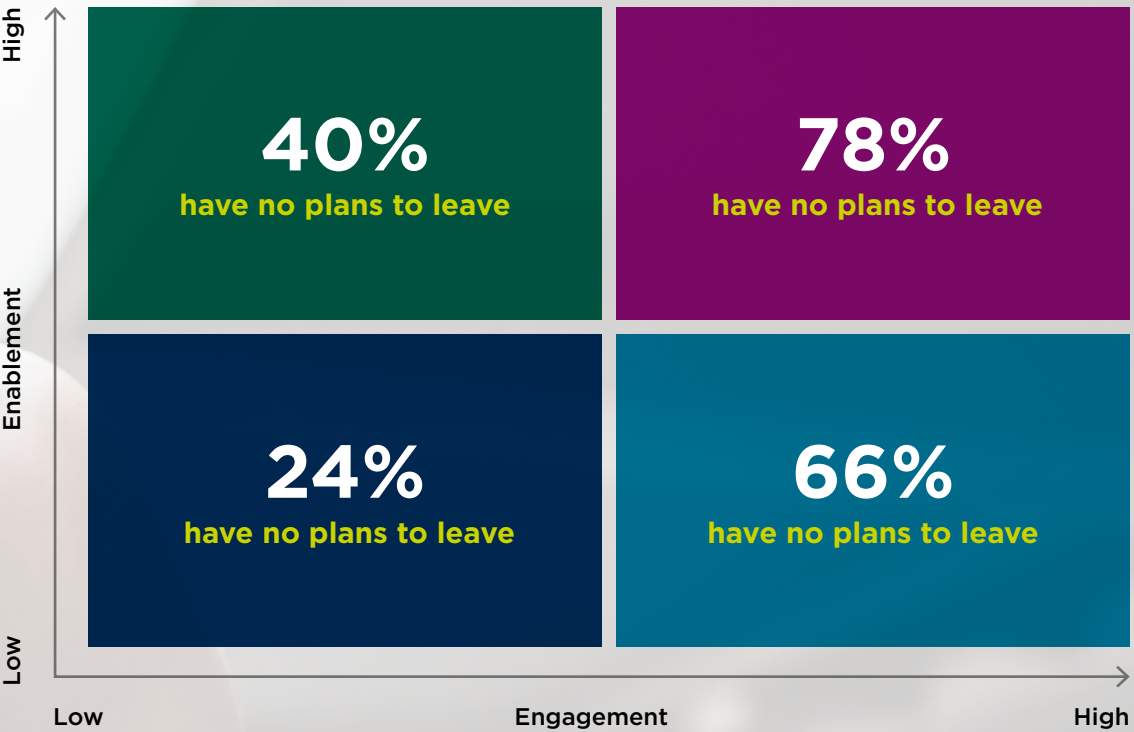 High
40%
have no plans to leave
78%
have no plans to leave
Enablement
24%
have no plans to leave
66%
have no plans to leave
Low
Low
Engagement
High